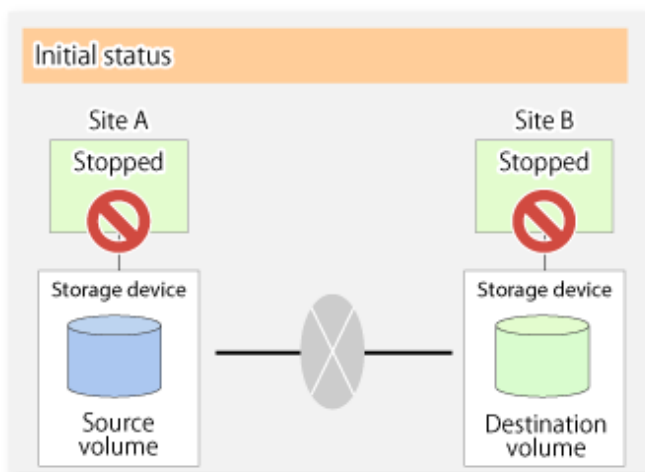 Initial status
Site A
Site B
Stopped
Stopped
Storage device
Storage device
Source
volume
Destination
volume